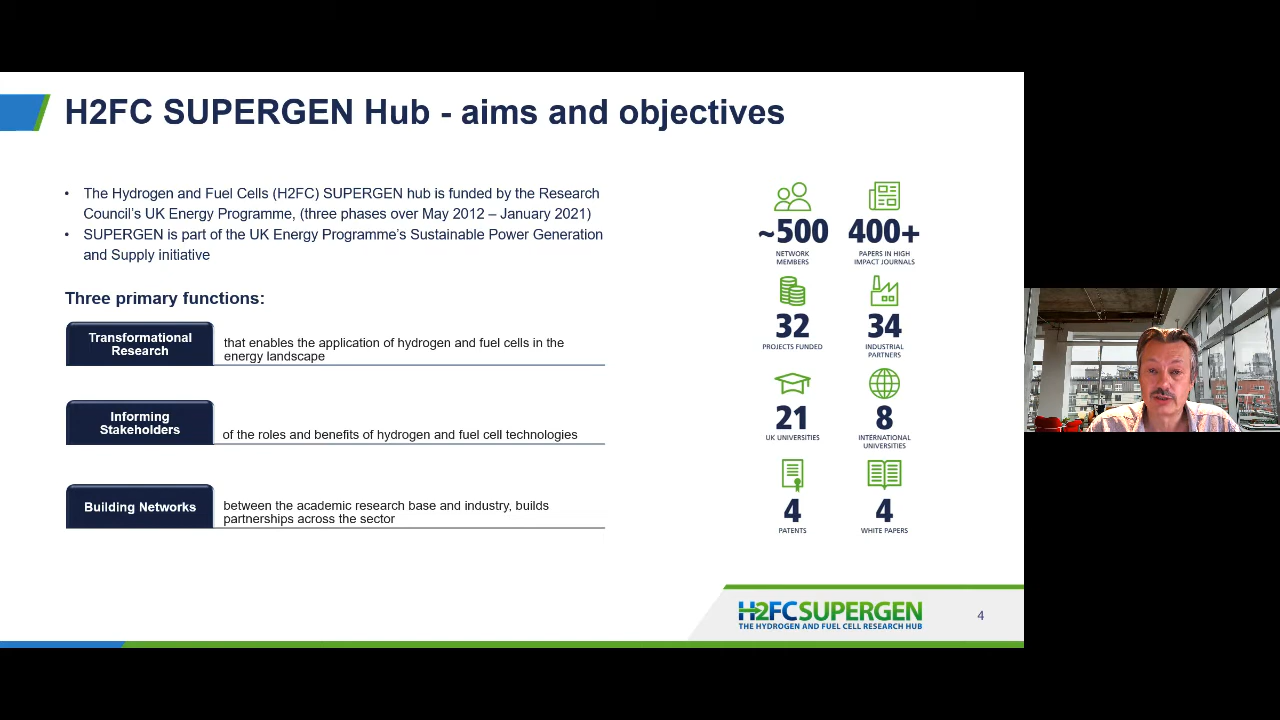 H2FC SUPERGEN Hub - aims and objectives
• The Hydrogen and Fuel Cells (H2FC) SUPERGEN hub is funded by the Research
Council's UK Energy Programme, (three phases over May 2012 – January 2021)
• SUPERGEN is part of the UK Energy Programme's Sustainable Power Generation
and Supply initiative
Three primary functions:
Transformational
Research
that enables the application of hydrogen and fuel cells in the
energy landscape
Informing
Stakeholders
of the roles and benefits of hydrogen and fuel cell technologies
Building Networks
between the academic research base and industry, builds
partnerships across the sector
~500
NETWORK
MEMBERS
400+
PAPERS IN HIGH
IMPACT JOURNALS
32
PROJECTS FUNDED
34
INDUSTRIAL
PARTNERS
21
UK UNIVERSITIES
8
INTERNATIONAL
UNIVERSITIES
4
PATENTS
4
WHITE PAPERS
H2FC SUPERGEN
THE HYDROGEN AND FUEL CELL RESEARCH HUB
4